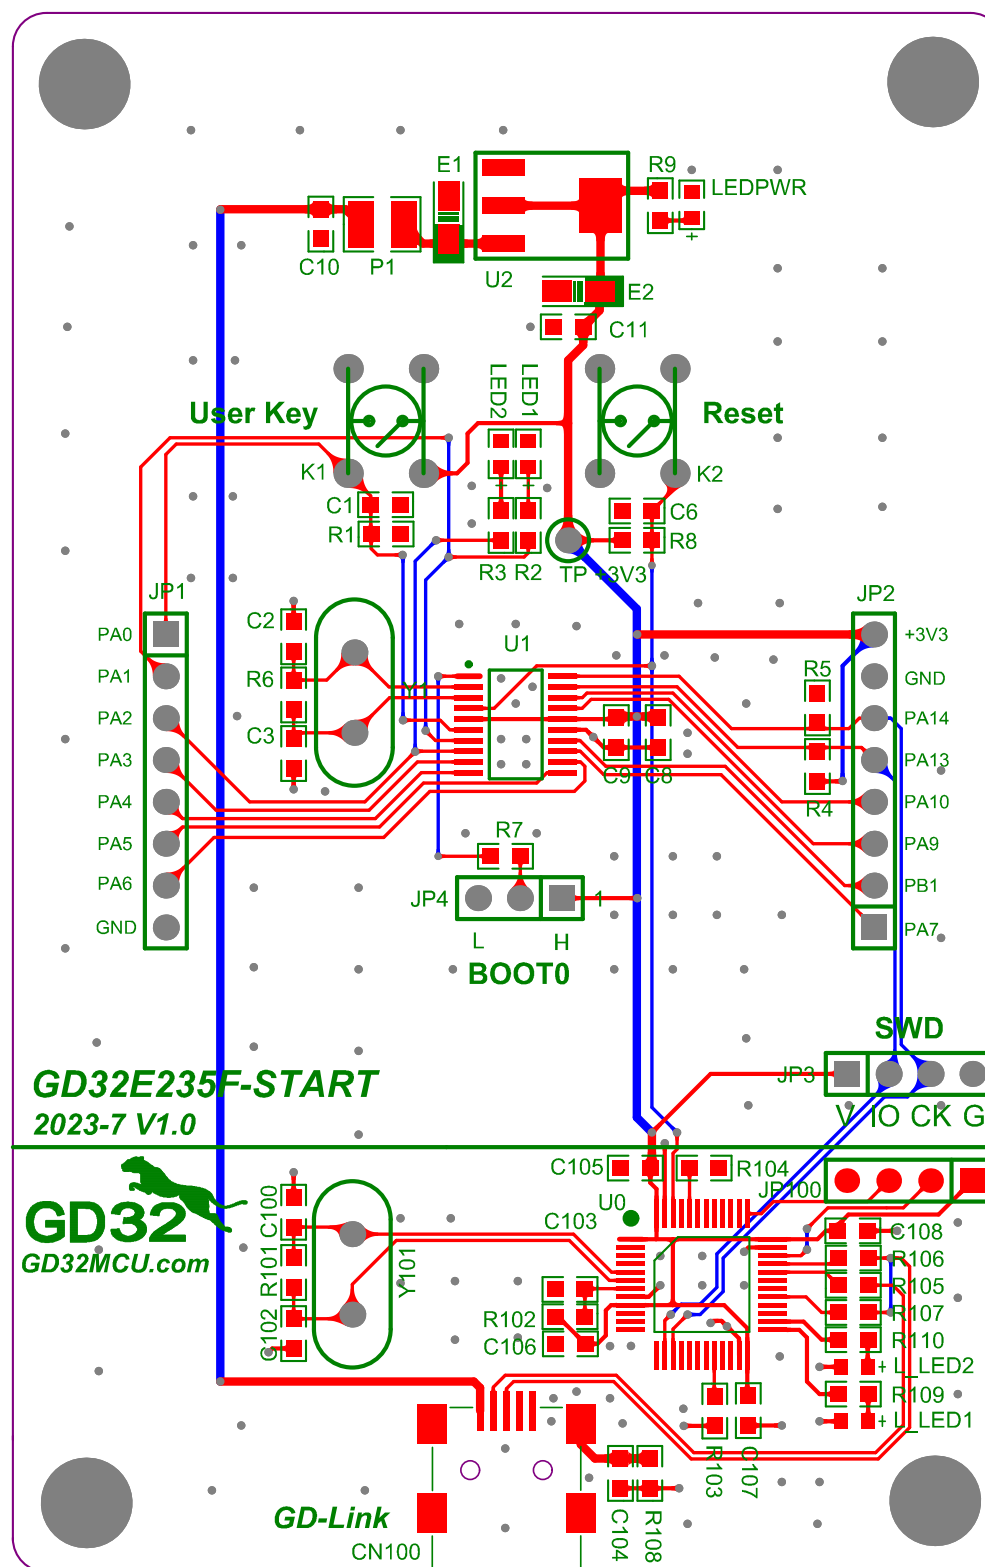 E1
R9
LEDPWR
+
C10
P1
U2
E2
C11
LED2
LED1
User Key
Reset
K1
K2
+
+
C1
C6
R1
R8
R3
R2
TP
+3V3
JP1
JP2
C2
U1
PA0
+3V3
R6
R5
PA1
GND
Y1
PA2
PA14
C3
PA3
PA13
C9
C8
PA4
R4
PA10
R7
PA5
PA9
PA6
PB1
JP4
1
GND
PA7
L
H
BOOT0
SWD
GD32E235F-START
JP3
2023-7 V1.0
V
IO
CK
G
C105
R104
JP100
C100
U0
GD32
C103
C108
GD32MCU.com
R101
Y101
R106
R105
R102
R107
C102
C106
R110
+
L_LED2
R109
+
L_LED1
R103
C107
GD-Link
C104
R108
CN100